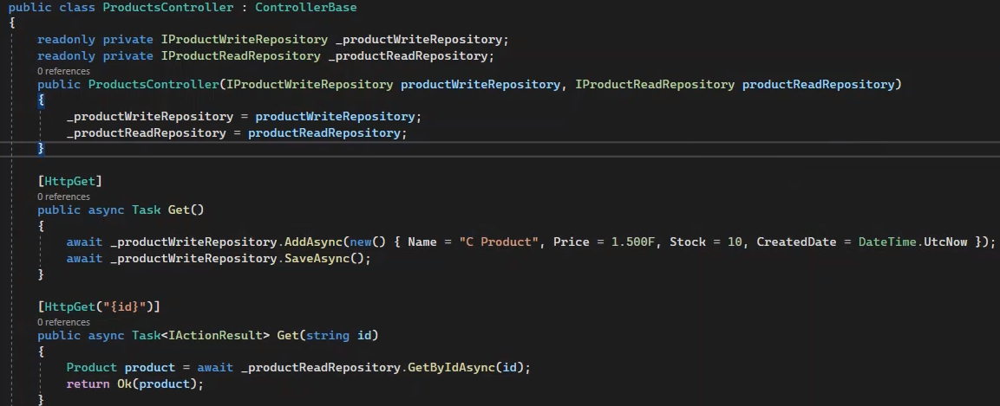 public class ProductsController : ControllerBase
{
readonly private IProductWriteRepository _productWriteRepository;
readonly private IProductReadRepository _productReadRepository;
0 references
public ProductsController(IProductWriteRepository productWriteRepository, IProductReadRepository productReadRepository)
{
_productWriteRepository = productWriteRepository;
_productReadRepository = productReadRepository;
}
[HttpGet]
0 references
public async Task Get()
{
await _productWriteRepository.AddAsync(new() { Name = "C Product", Price = 1.500F, Stock = 10, CreatedDate = DateTime.UtcNow });
await _productWriteRepository.SaveAsync();
}
[HttpGet("{id}")]
0 references
public async Task<IActionResult> Get(string id)
{
Product product = await _productReadRepository.GetByIdAsync(id);
return Ok(product);
}